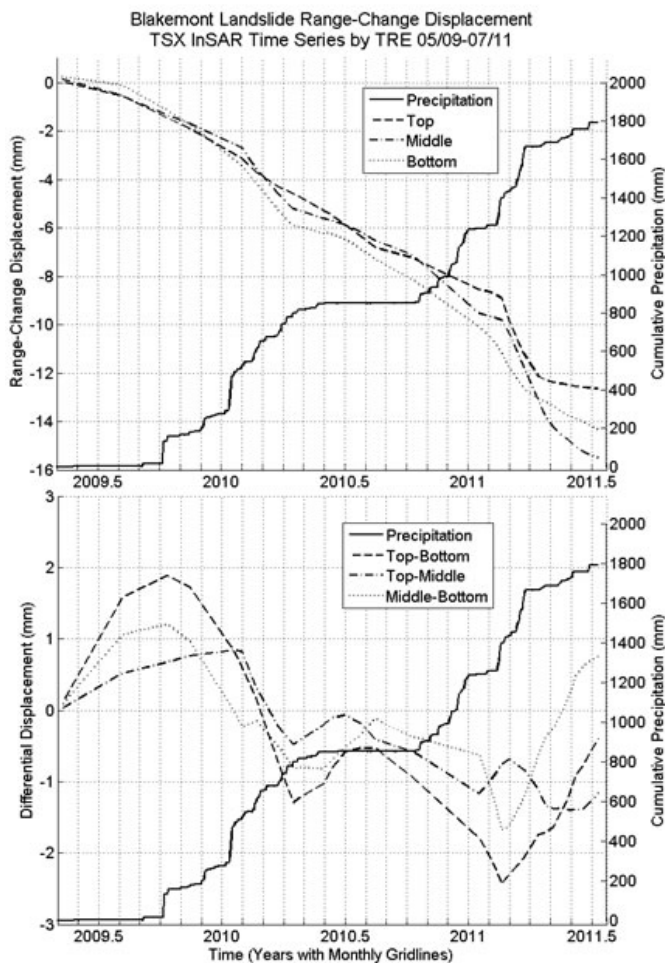 Blakemont Landslide Range-Change Displacement
TSX InSAR Time Series by TRE 05/09-07/11
Range-Change Displacement (mm)
0
-2
-4
-6
-8
-10
-12
-14
-16
Precipitation
Top
Middle
Bottom
2000
1800
1600
1400
1200
1000
800
600
400
200
0
Cumulative Precipitation (mm)
2009.5 2010 2010.5 2011 2011.5
Differential Displacement (mm)
3
2
1
0
-1
-2
-3
Precipitation
Top-Bottom
Top-Middle
Middle-Bottom
2000
1800
1600
1400
1200
1000
800
600
400
200
0
Cumulative Precipitation (mm)
2009.5 2010 2010.5 2011 2011.5
Time (Years with Monthly Gridlines)